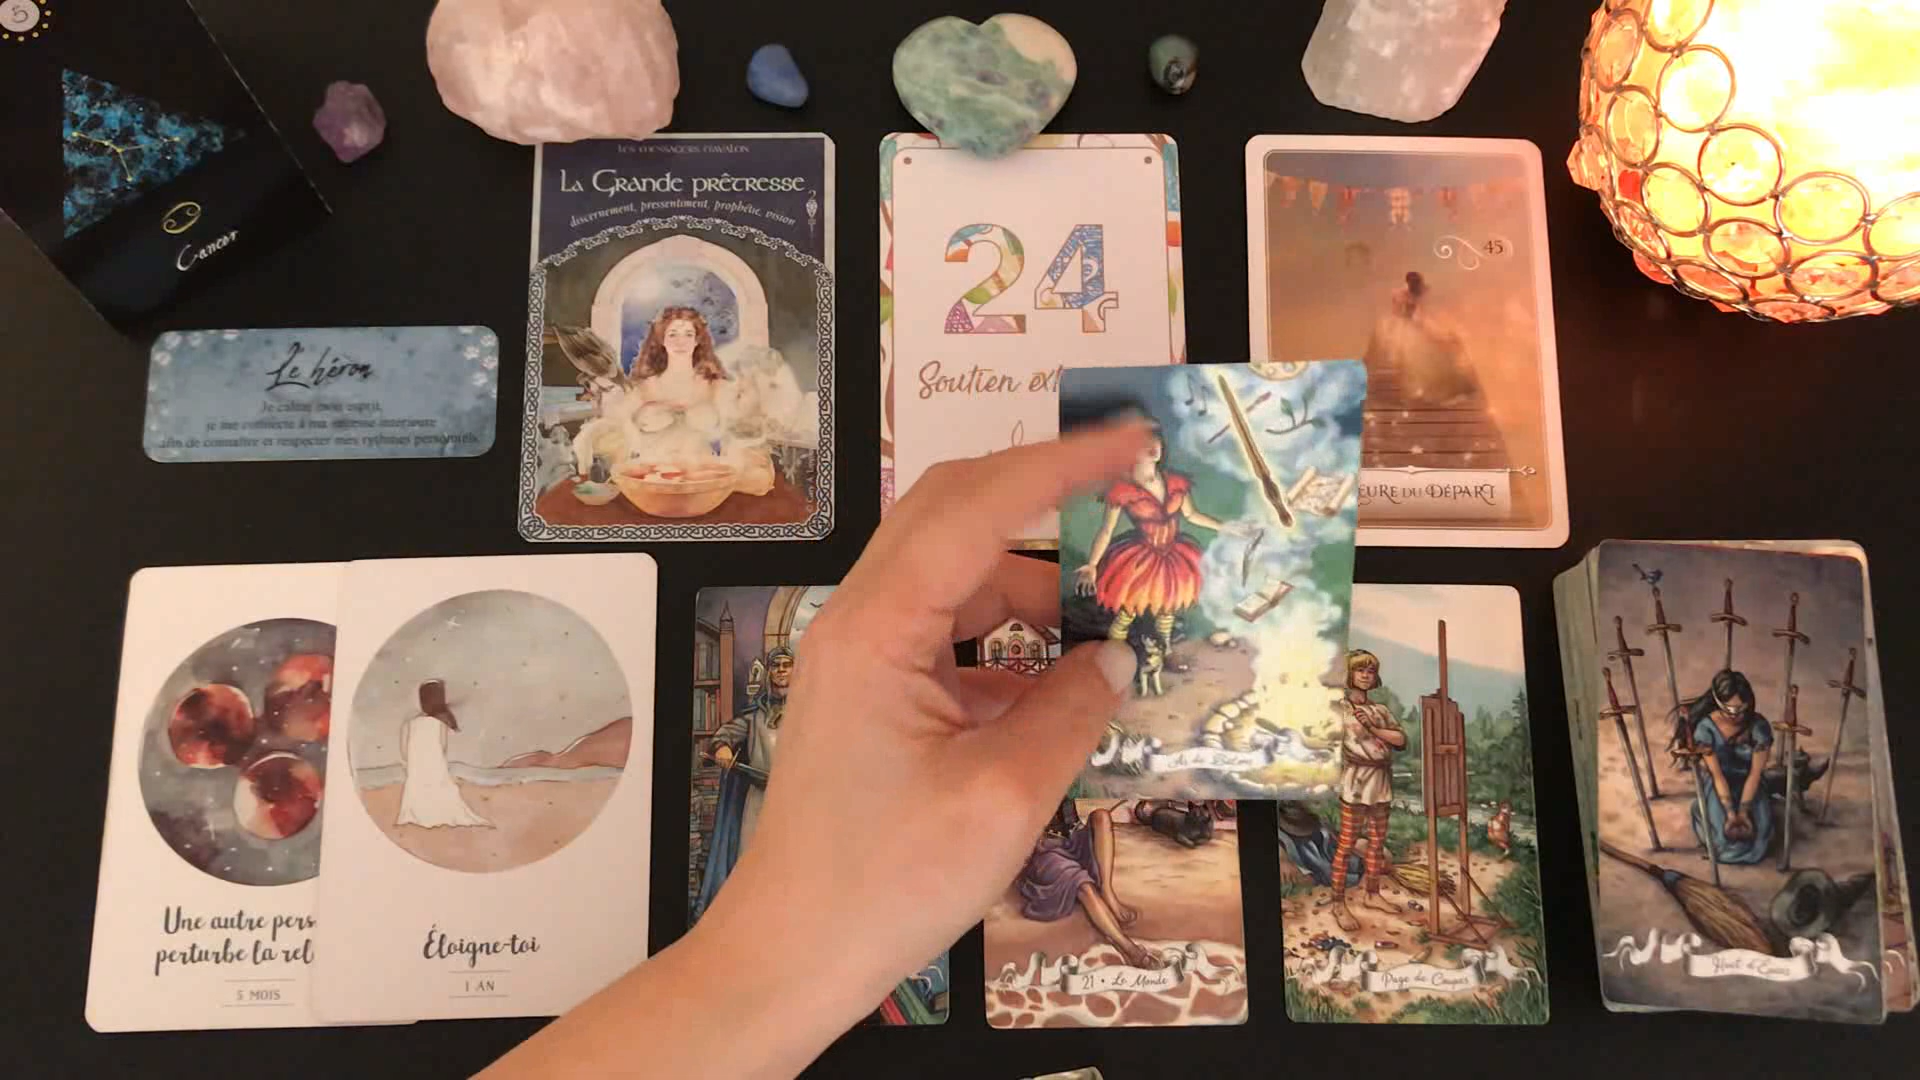 5
Cancer
Le héron
Je calme mon esprit,
je me connecte à ma sagesse intérieure
afin de connaître et respecter mes rythmes personnels.
Les messagers d'Avalon
La Grande prêtresse
discernement, pressentiment, prophétie, vision
24
Soutien ext
45
EURE DU DÉPART
Une autre pers
perturbe la rel
5 MOIS
Éloigne-toi
1 AN
As de Bâtons
21 • Le Monde
Page de Coupes
Huit d'Épées